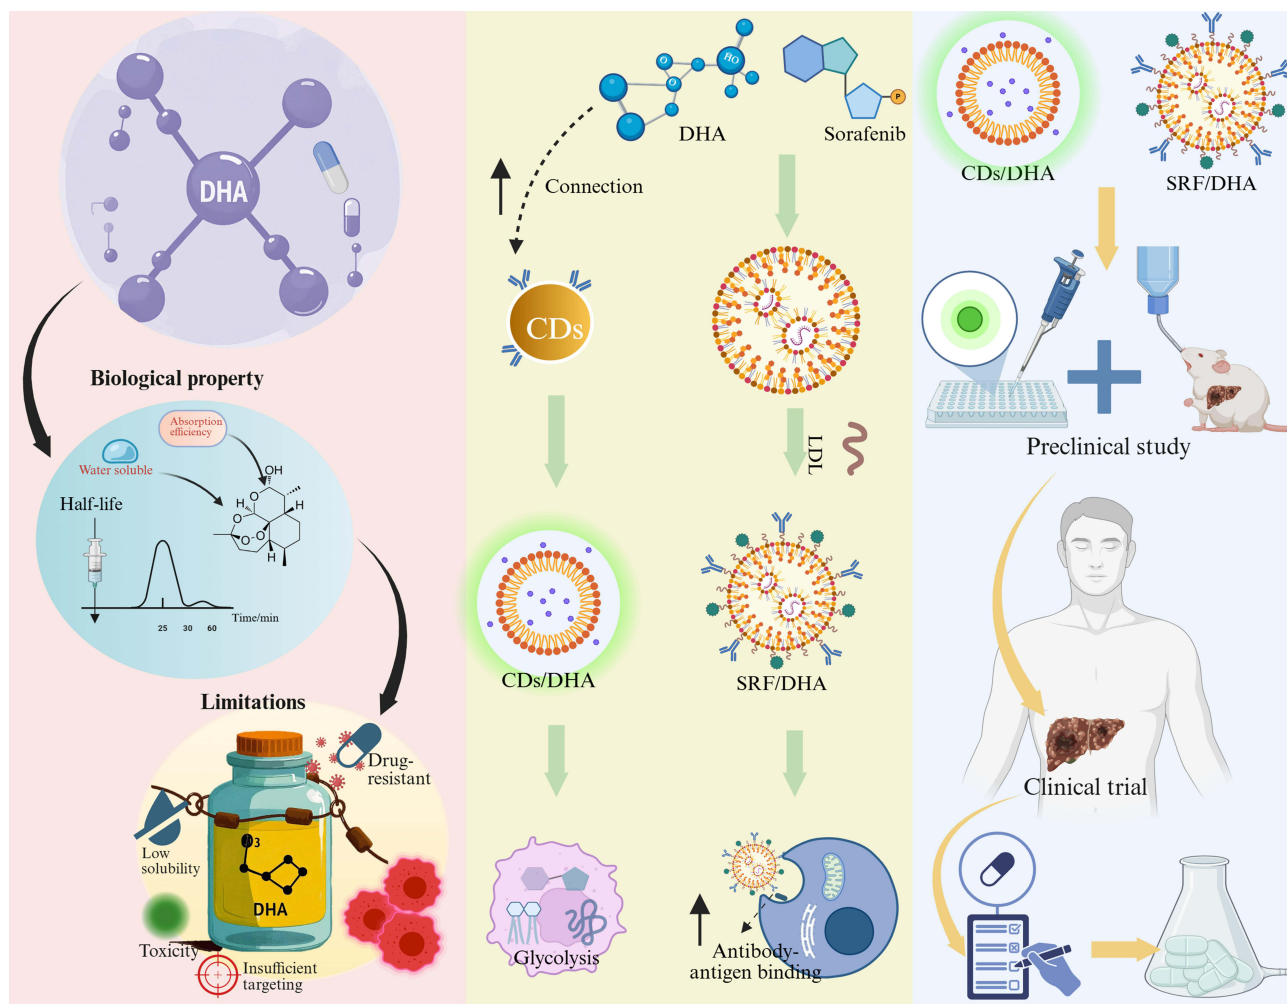 DHA
Biological property
Absorption
efficiency
Water soluble
OH
O
H
H
O
O
O
H
Half-life
Time/min
25 30 60
Limitations
Drug-
resistant
Low
solubility
3
DHA
Toxicity
Insufficient
targeting
O
O
O
HO
P
DHA
Sorafenib
Connection
CDs
LDL
CDs/DHA
SRF/DHA
Glycolysis
Antibody-
antigen binding
CDs/DHA
SRF/DHA
Preclinical study
Clinical trial